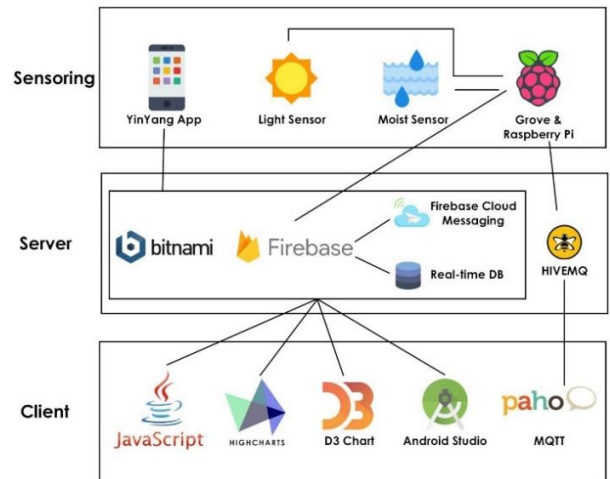 Sensoring
YinYang App
Light Sensor
Moist Sensor
Grove &
Raspberry Pi
Server
bitnami
Firebase
Firebase Cloud
Messaging
Real-time DB
HIVEMQ
Client
JavaScript
HIGHCHARTS
D3
D3 Chart
Android Studio
paho
MQTT